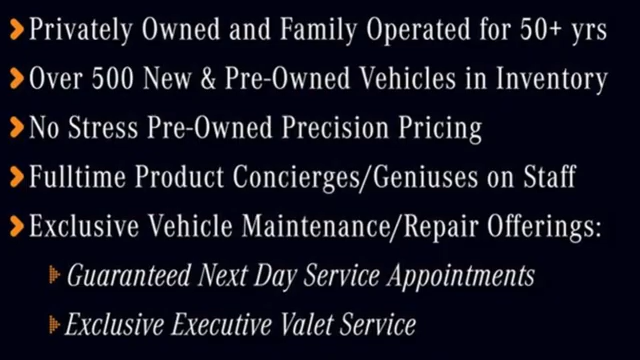 Privately Owned and Family Operated for 50+ yrs
Over 500 New & Pre-Owned Vehicles in Inventory
No Stress Pre-Owned Precision Pricing
Fulltime Product Concierges/Geniuses on Staff
Exclusive Vehicle Maintenance/Repair Offerings:
Guaranteed Next Day Service Appointments
Exclusive Executive Valet Service